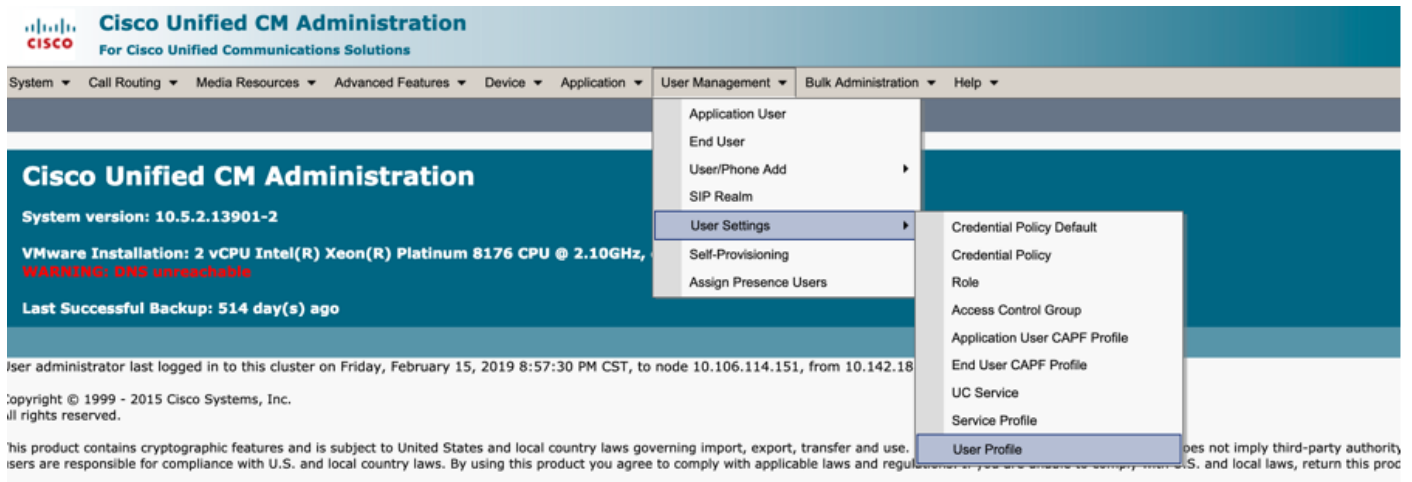 Cisco Unified CM Administration
CISCO
For Cisco Unified Communications Solutions
System Call Routing Media Resources Advanced Features Device Application User Management Bulk Administration Help
Application User
End User
User/Phone Add
SIP Realm
User Settings
Self-Provisioning
Assign Presence Users
Credential Policy Default
Credential Policy
Role
Access Control Group
Application User CAPF Profile
End User CAPF Profile
UC Service
Service Profile
User Profile
Cisco Unified CM Administration
System version: 10.5.2.13901-2
VMware Installation: 2 vCPU Intel(R) Xeon(R) Platinum 8176 CPU @ 2.10GHz,
WARNING: DNS unreachable
Last Successful Backup: 514 day(s) ago
User administrator last logged in to this cluster on Friday, February 15, 2019 8:57:30 PM CST, to node 10.106.114.151, from 10.142.18
Copyright © 1999 - 2015 Cisco Systems, Inc.
All rights reserved.
This product contains cryptographic features and is subject to United States and local country laws governing import, export, transfer and use. oes not imply third-party authority
users are responsible for compliance with U.S. and local country laws. By using this product you agree to comply with applicable laws and regulations. If you are unable to comply with U.S. and local laws, return this prod